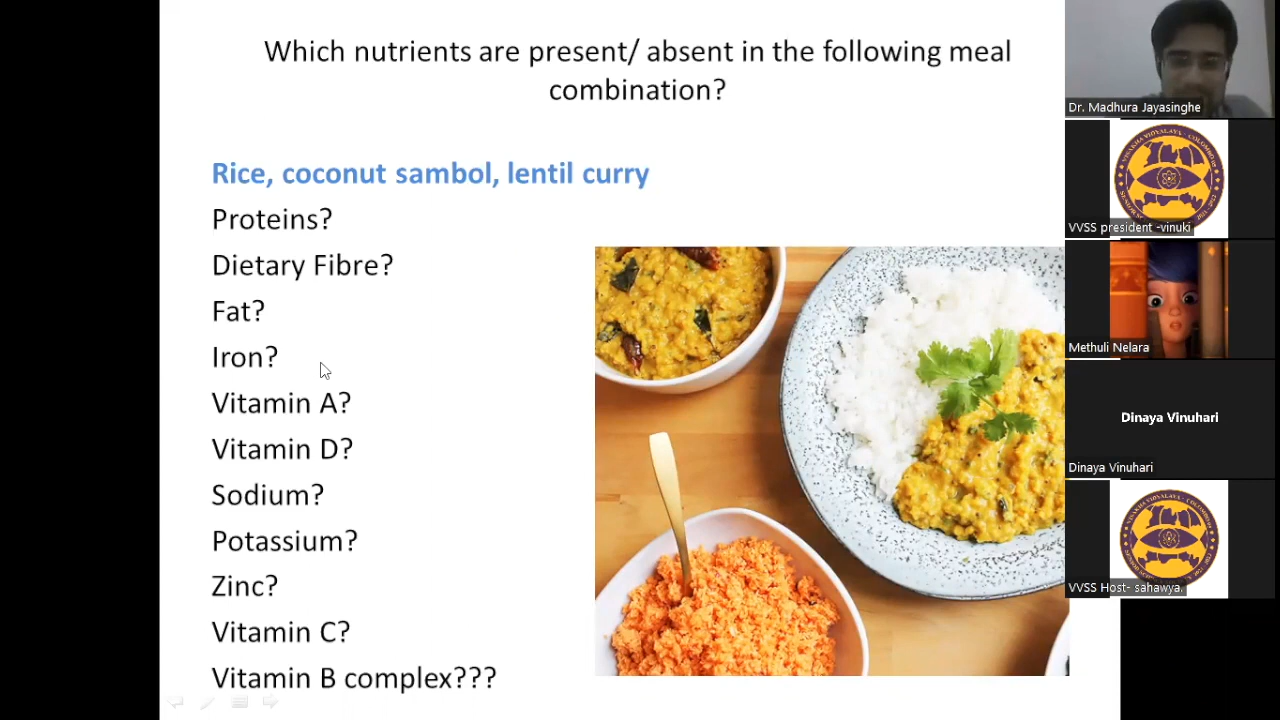 Which nutrients are present/ absent in the following meal
combination?
Rice, coconut sambol, lentil curry
Proteins?
Dietary Fibre?
Fat?
Iron?
Vitamin A?
Vitamin D?
Sodium?
Potassium?
Zinc?
Vitamin C?
Vitamin B complex???
Dr. Madhura Jayasinghe
VVSS president -vinuki
Methuli Nelara
Dinaya Vinuhari
Dinaya Vinuhari
VVSS Host- sahawya.